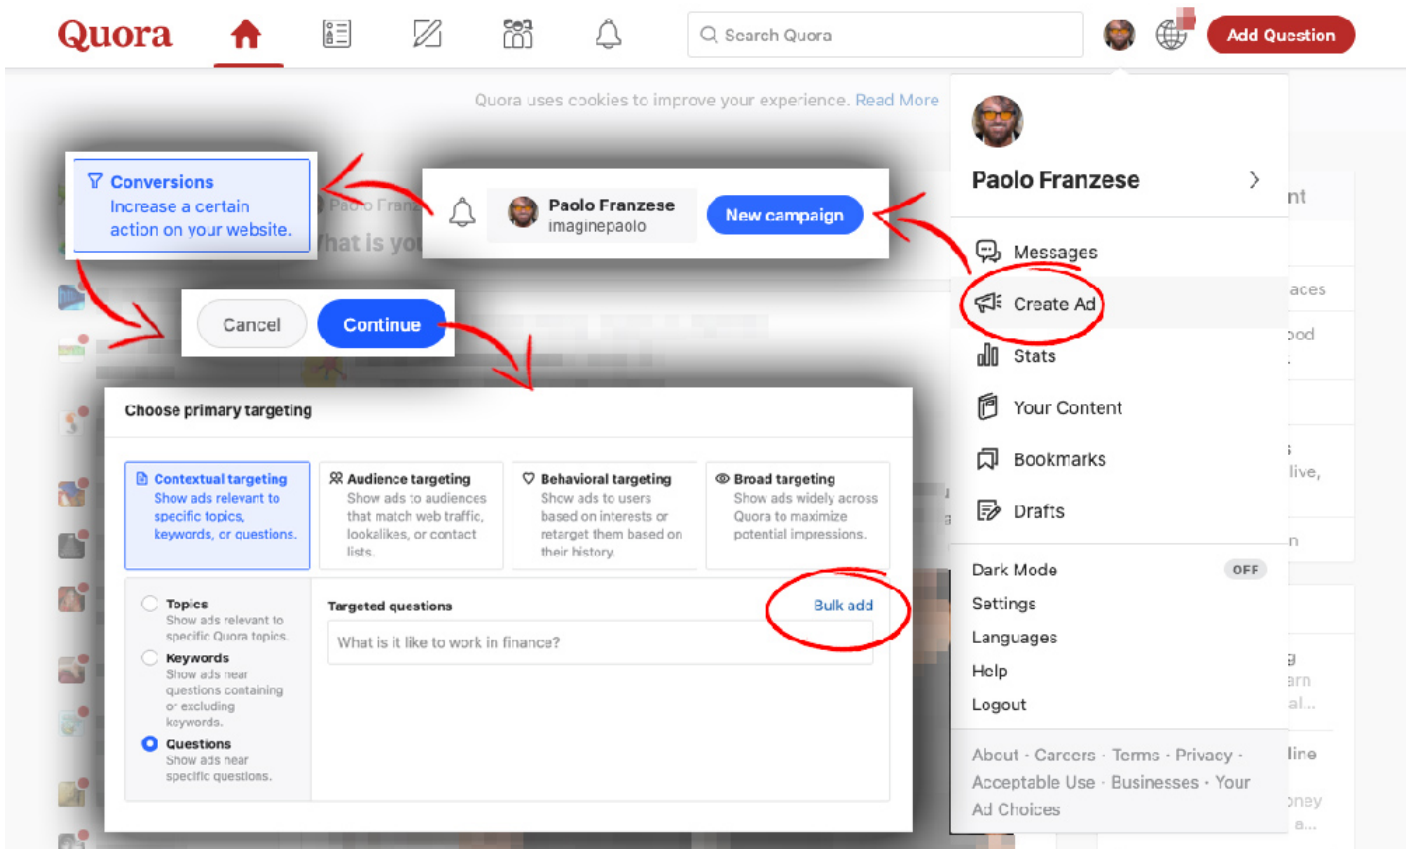 Quora
Search Quora
Add Question
Quora uses cookies to improve your experience. Read More
Paolo Franzese
Conversions
Increase a certain
action on your website.
Paolo Franzese
imaginepaolo
New campaign
What is you
Messages
Create Ad
Stats
Your Content
Bookmarks
Drafts
Dark Mode
OFF
Settings
Languages
Help
Logout
About · Careers · Terms · Privacy ·
Acceptable Use · Businesses · Your
Ad Choices
Cancel
Continue
Choose primary targeting
Contextual targeting
Show ads relevant to
specific topics,
keywords, or questions.
Audience targeting
Show ads to audiences
that match web traffic,
lookalikes, or contact
lists.
Behavioral targeting
Show ads to users
based on interests or
retarget them based on
their history.
Broad targeting
Show ads widely across
Quora to maximize
potential impressions.
Topics
Show ads relevant to
specific Quora topics.
Keywords
Show ads near
questions containing
or excluding
keywords.
Questions
Show ads near
specific questions.
Targeted questions
Bulk add
What is it like to work in finance?